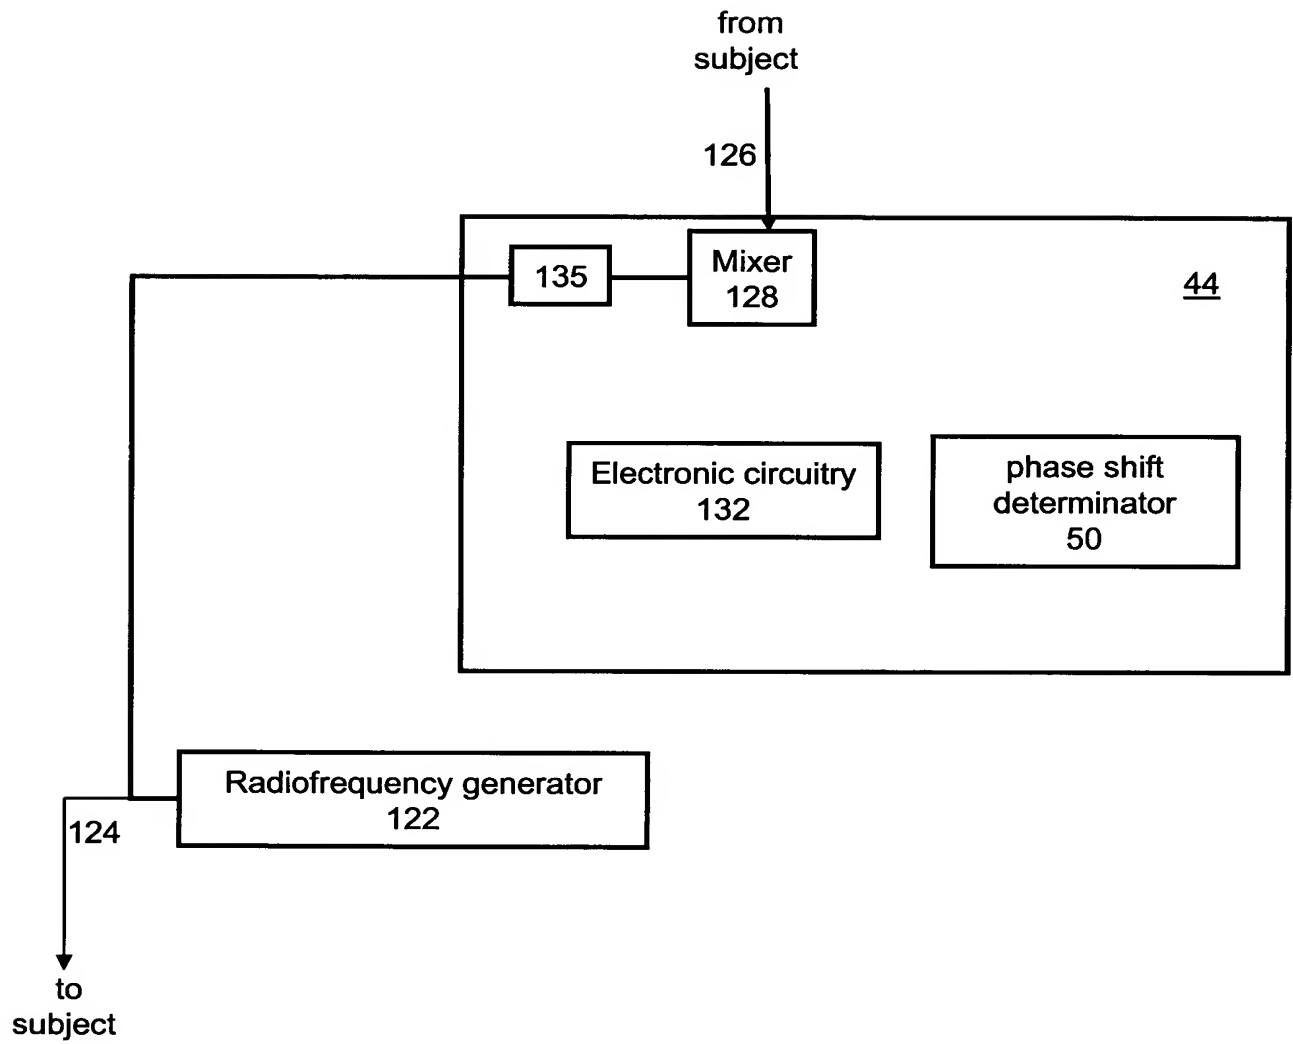 from
subject
126
135
Mixer
128
44
Electronic circuitry
132
phase shift
determinator
50
Radiofrequency generator
122
124
to
subject